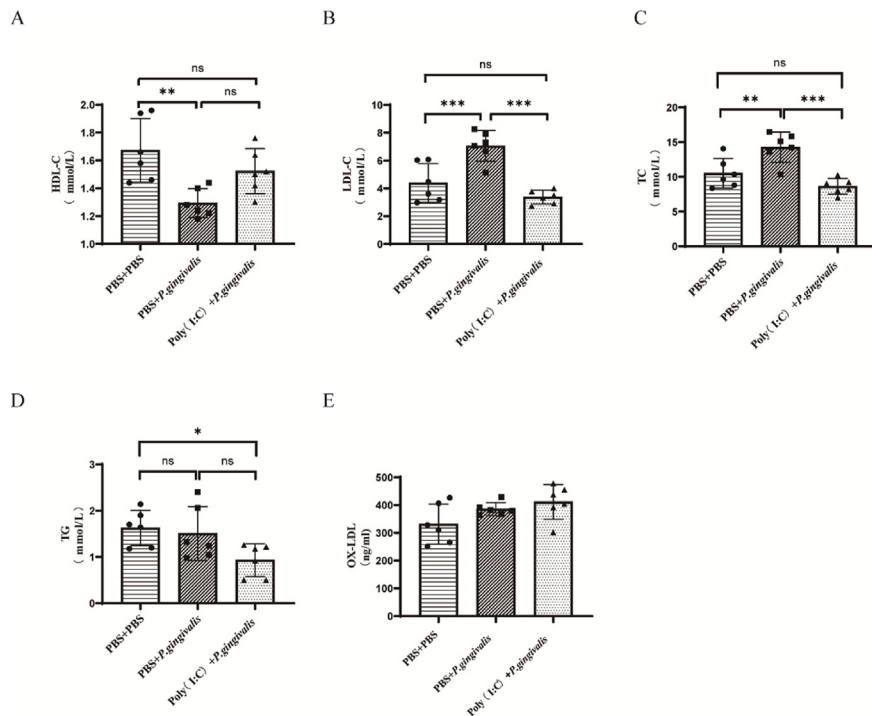 A
B
C
ns
**
ns
HDL-C
( mmol/L)
2.0
1.8
1.6
1.4
1.2
1.0
PBS+PBS
PBS+P.gingivalis
Poly( I:C) +P.gingivalis
ns
***
***
LDL-C
( mmol/L)
10
8
6
4
2
0
PBS+PBS
PBS+P.gingivalis
Poly( I:C) +P.gingivalis
ns
**
***
TC
( mmol/L)
20
15
10
5
0
PBS+PBS
PBS+P.gingivalis
Poly( I:C) +P.gingivalis
D
E
*
ns
ns
TG
( mmol/L)
3
2
1
0
PBS+PBS
PBS+P.gingivalis
Poly( I:C) +P.gingivalis
OX-LDL
(ng/ml)
500
400
300
200
100
0
PBS+PBS
PBS+P.gingivalis
Poly( I:C) +P.gingivalis